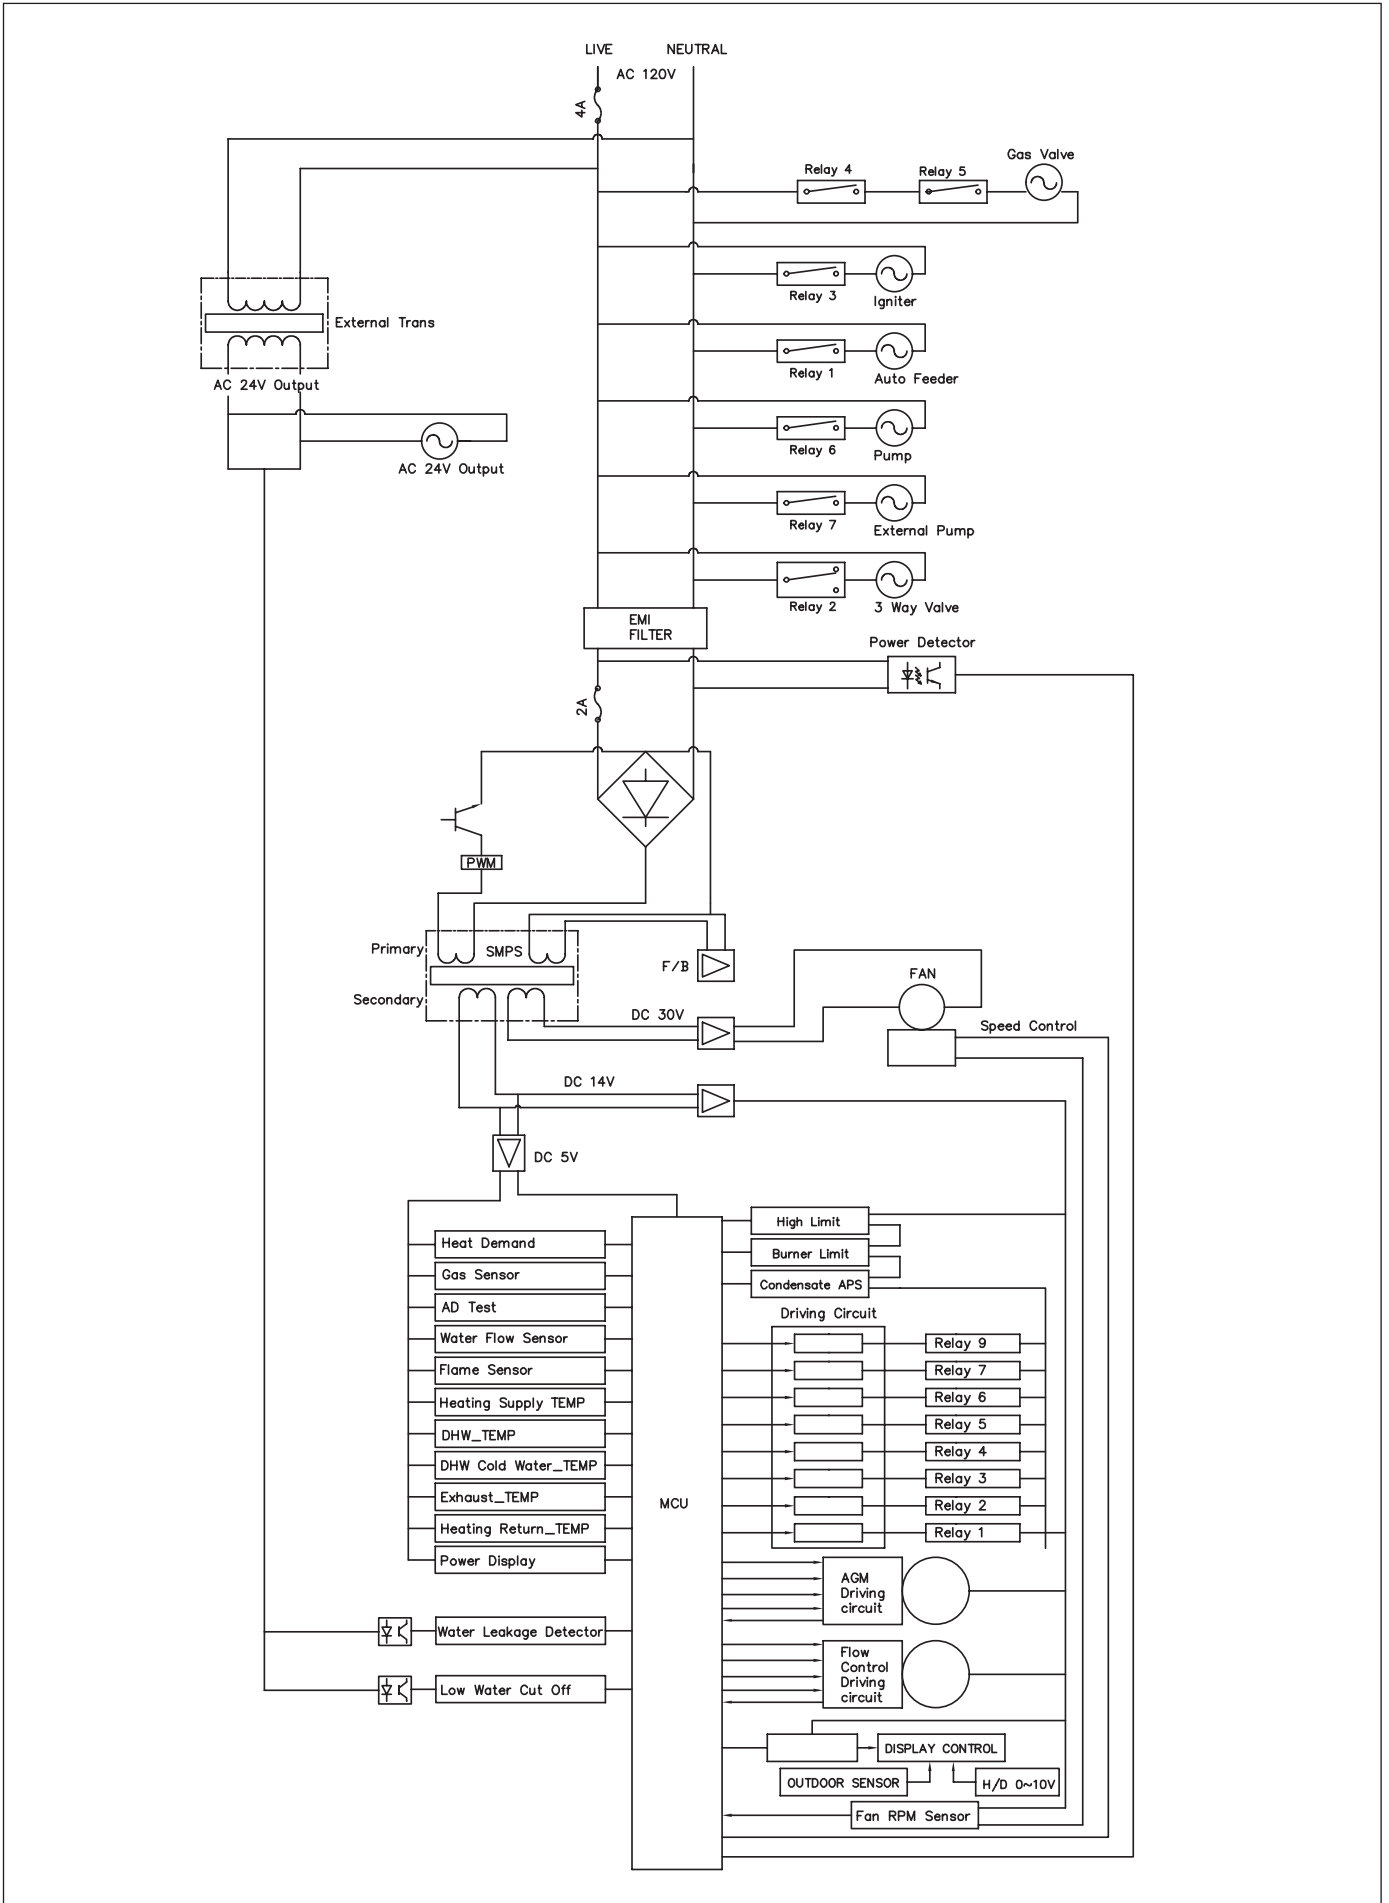 LIVE
NEUTRAL
AC 120V
4A
Gas Valve
Relay 4
Relay 5
Relay 3
Igniter
External Trans
Relay 1
Auto Feeder
AC 24V Output
Relay 6
Pump
AC 24V Output
Relay 7
External Pump
Relay 2
3 Way Valve
EMI
FILTER
Power Detector
2A
PWM
Primary
SMPS
F/B
FAN
Secondary
DC 30V
Speed Control
DC 14V
DC 5V
High Limit
Burner Limit
Condensate APS
Heat Demand
Gas Sensor
AD Test
Water Flow Sensor
Flame Sensor
Heating Supply TEMP
DHW_TEMP
DHW Cold Water_TEMP
Exhaust_TEMP
Heating Return_TEMP
Power Display
Water Leakage Detector
Low Water Cut Off
MCU
Driving Circuit
Relay 9
Relay 7
Relay 6
Relay 5
Relay 4
Relay 3
Relay 2
Relay 1
AGM
Driving
circuit
Flow
Control
Driving
circuit
DISPLAY CONTROL
OUTDOOR SENSOR
H/D 0~10V
Fan RPM Sensor